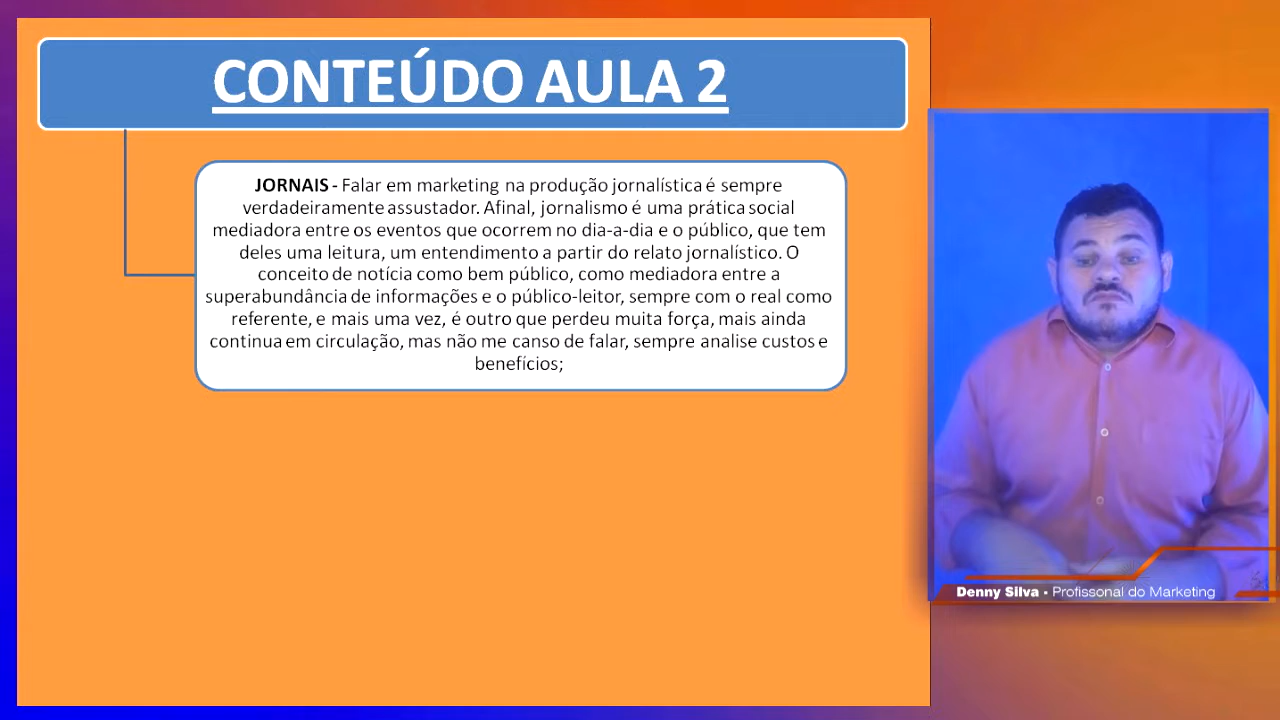 CONTEÚDO AULA 2
JORNAIS - Falar em marketing na produção jornalística é sempre
verdadeiramente assustador. Afinal, jornalismo é uma prática social
mediadora entre os eventos que ocorrem no dia-a-dia e o público, que tem
deles uma leitura, um entendimento a partir do relato jornalístico. O
conceito de notícia como bem público, como mediadora entre a
superabundância de informações e o público-leitor, sempre com o real como
referente, e mais uma vez, é outro que perdeu muita força, mais ainda
continua em circulação, mas não me canso de falar, sempre analise custos e
benefícios;
Denny Silva • Profissonal do Marketing